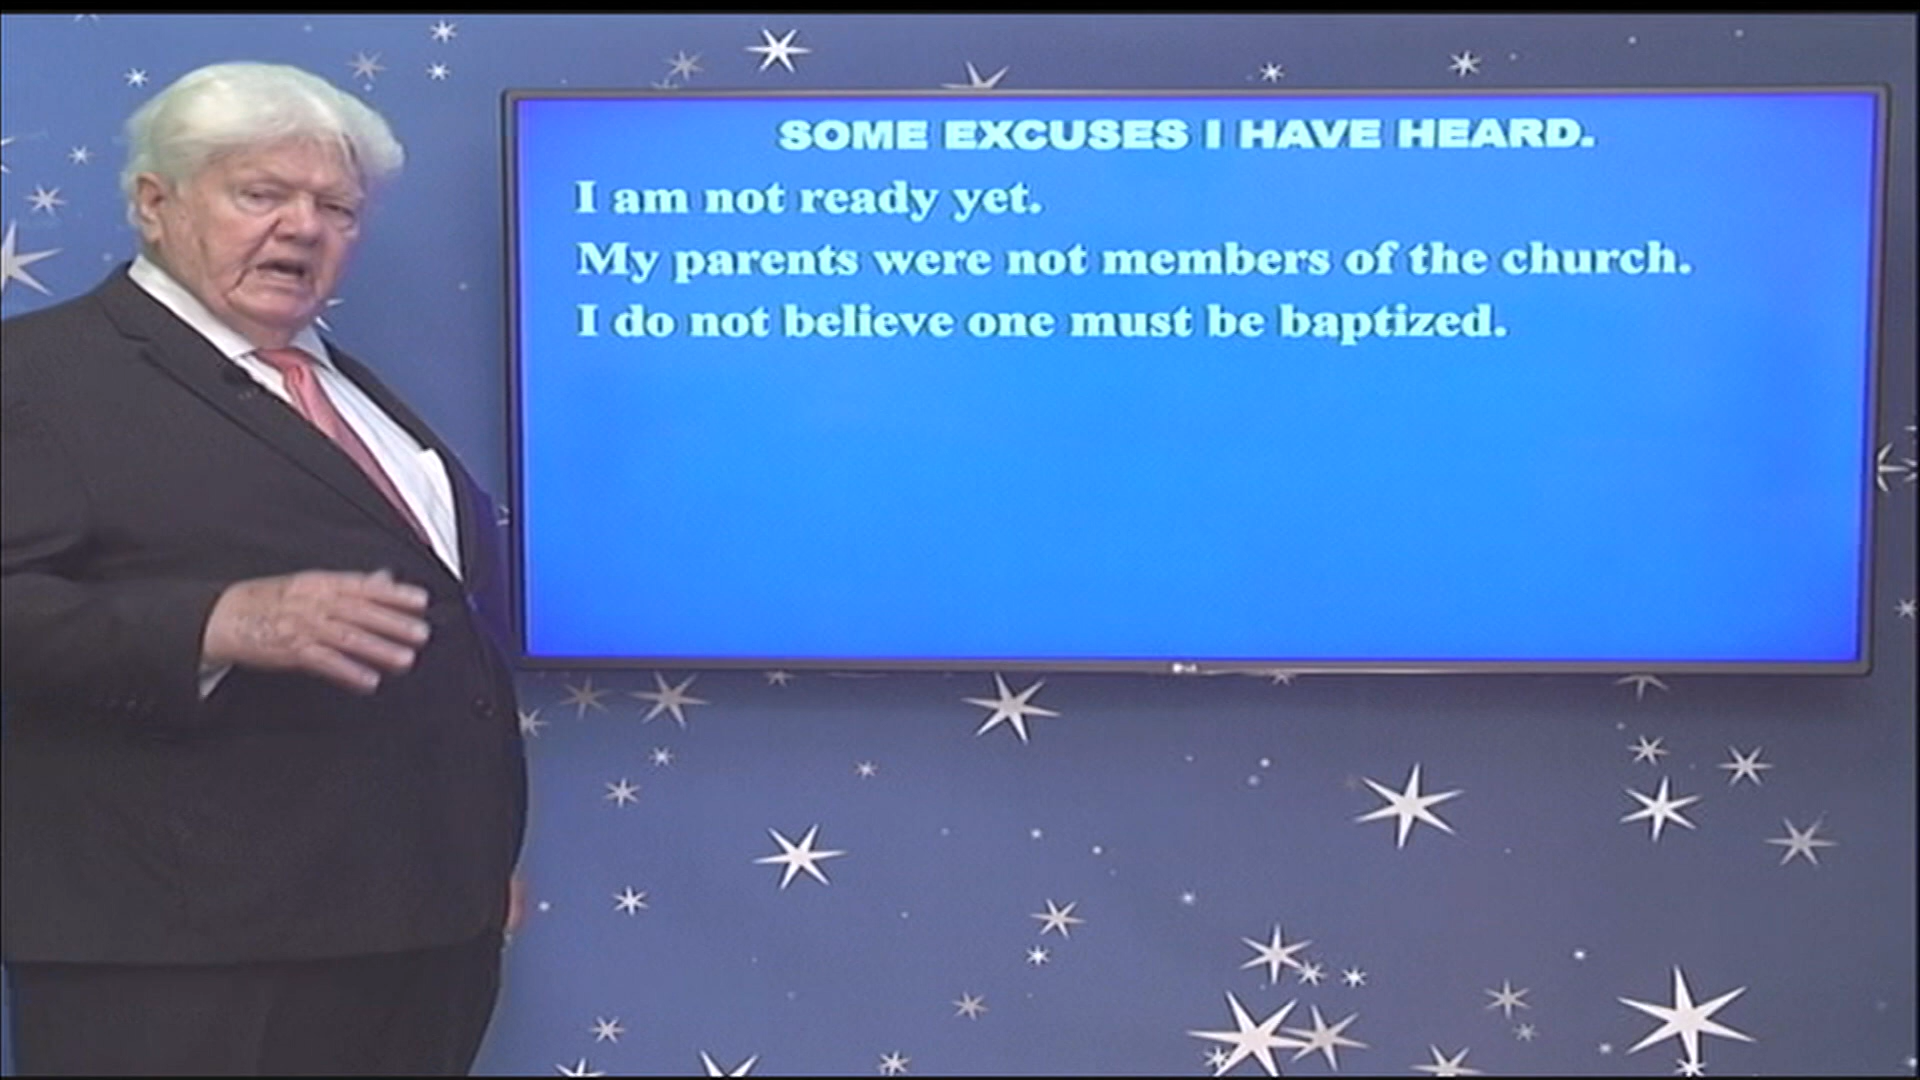 SOME EXCUSES I HAVE HEARD.
I am not ready yet.
My parents were not members of the church.
I do not believe one must be baptized.